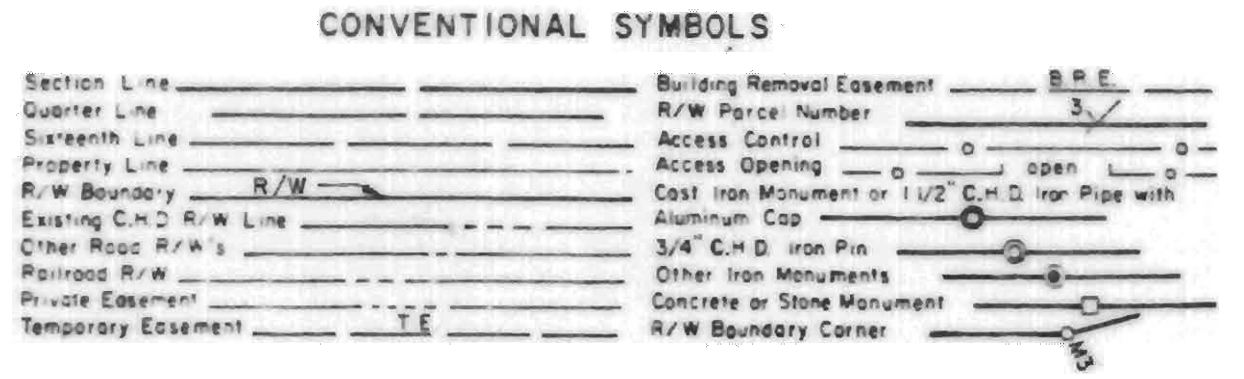 CONVENTIONAL SYMBOLS
Section Line
Quarter Line
Sixteenth Line
Property Line
R/W Boundary R/W
Existing C.H.D R/W Line
Other Road R/W's
Railroad R/W
Private Easement
Temporary Easement T E
Building Removal Easement B.R.E.
R/W Parcel Number 3
Access Control
Access Opening open
Cast Iron Monument or 1 1/2" C.H.D. Iron Pipe with
Aluminum Cap
3/4" C.H.D. Iron Pin
Other Iron Monuments
Concrete or Stone Monument
R/W Boundary Corner
M3